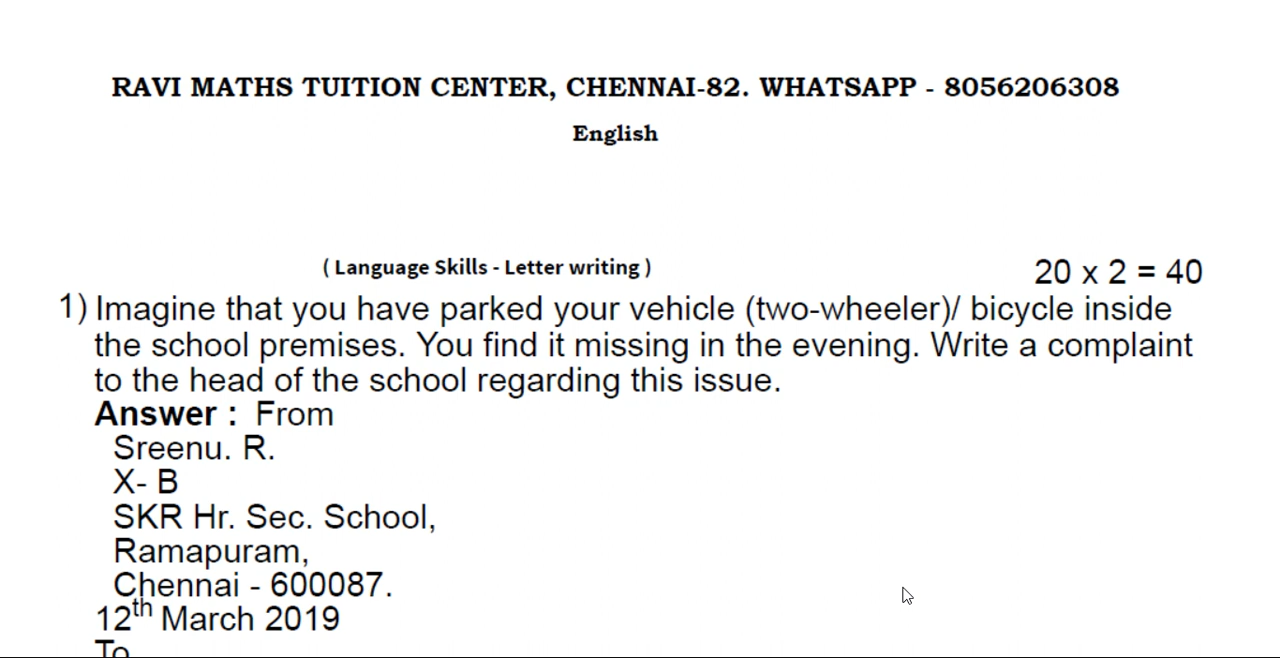 RAVI MATHS TUITION CENTER, CHENNAI-82. WHATSAPP - 8056206308
English
( Language Skills - Letter writing )
20 x 2 = 40
1) Imagine that you have parked your vehicle (two-wheeler)/ bicycle inside
the school premises. You find it missing in the evening. Write a complaint
to the head of the school regarding this issue.
Answer : From
Sreenu. R.
X- B
SKR Hr. Sec. School,
Ramapuram,
Chennai - 600087.
12th March 2019
To